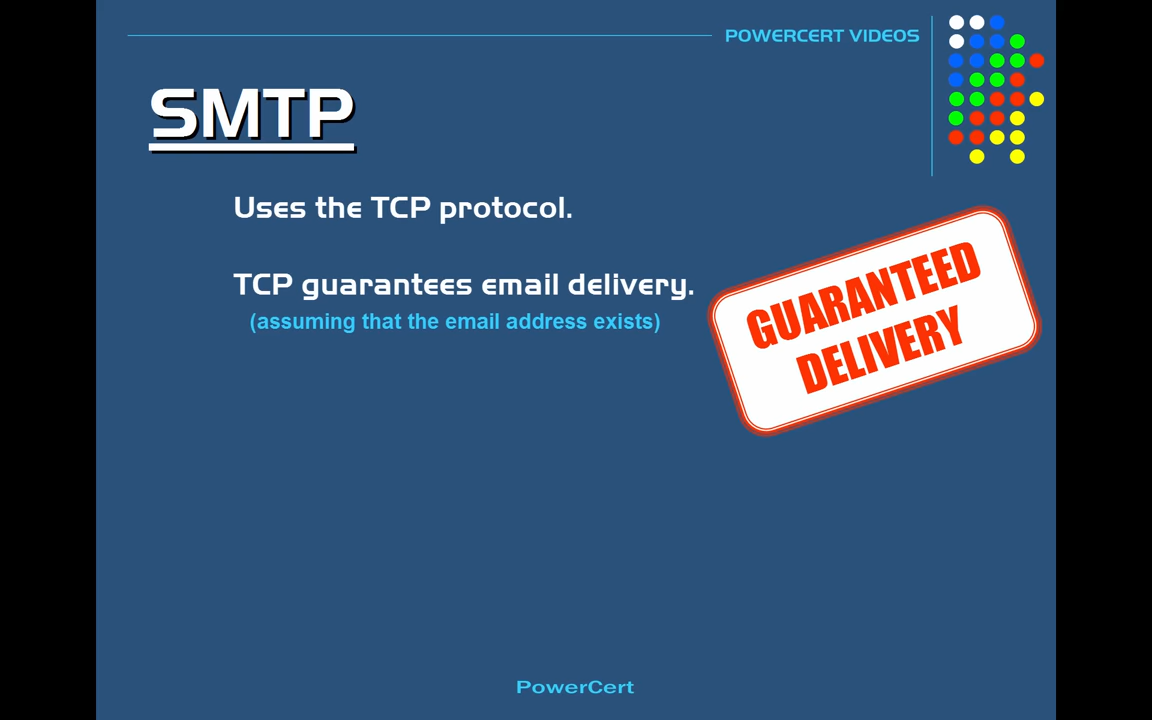 POWERCERT VIDEOS
SMTP
Uses the TCP protocol.
TCP guarantees email delivery.
(assuming that the email address exists)
GUARANTEED
DELIVERY
PowerCert